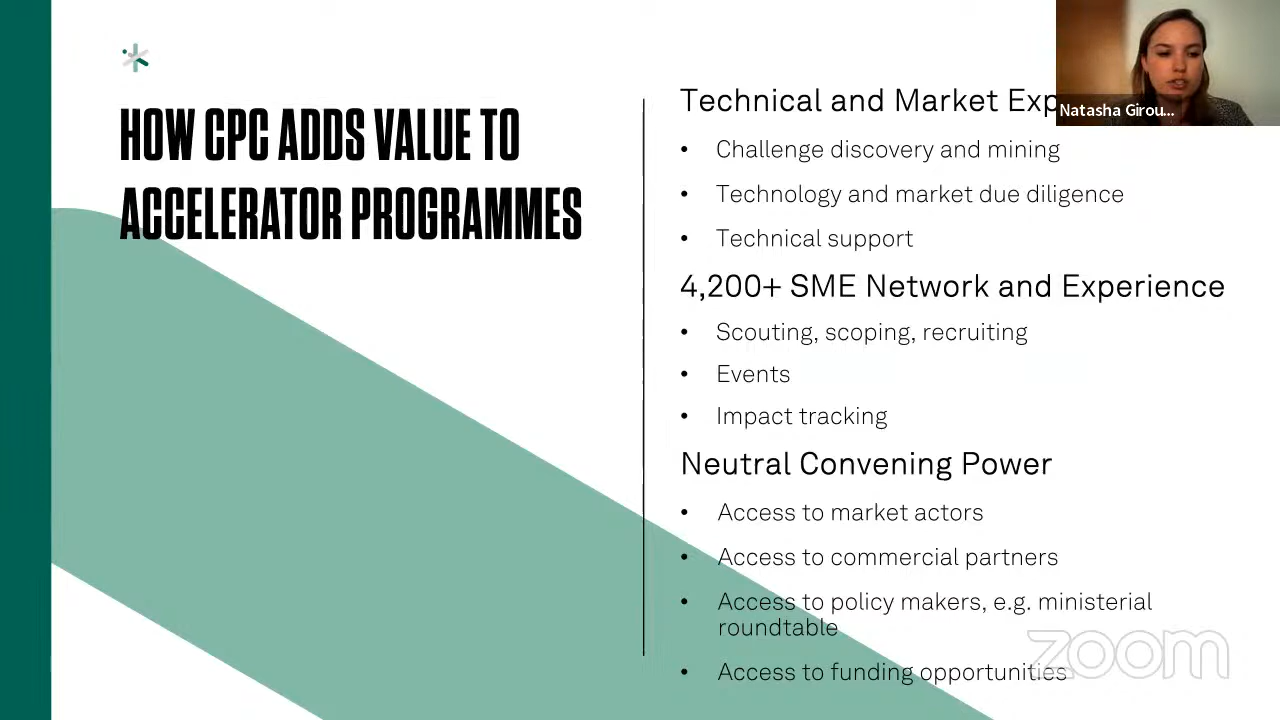 HOW CPC ADDS VALUE TO
ACCELERATOR PROGRAMMES
Technical and Market
• Challenge discovery and mining
• Technology and market due diligence
• Technical support
4,200+ SME Network and Experience
• Scouting, scoping, recruiting
• Events
• Impact tracking
Neutral Convening Power
• Access to market actors
• Access to commercial partners
• Access to policy makers, e.g. ministerial
roundtable
• Access to funding opportunities
Natasha Girou...
zoom